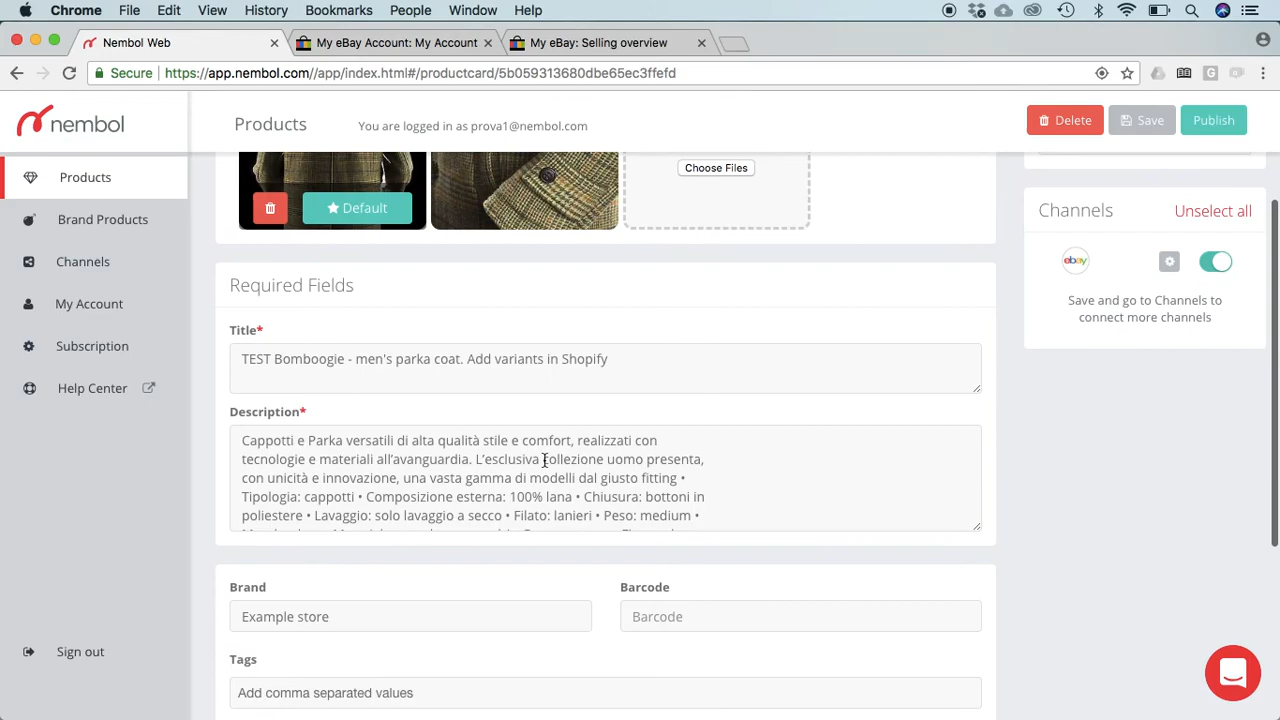 Chrome File Edit View History Bookmarks People Window Help
Nembol Web
My eBay Account: My Account
My eBay: Selling overview
Secure https://app.nembol.com//app/index.html#/productcard/5b059313680dbe65ec3ffefd
nembol
Products
You are logged in as prova1@nembol.com
Delete
Save
Publish
Products
Brand Products
Channels
My Account
Subscription
Help Center
Sign out
Default
Choose Files
Channels
Unselect all
ebay
Save and go to Channels to
connect more channels
Required Fields
Title*
TEST Bomboogie - men's parka coat. Add variants in Shopify
Description*
Cappotti e Parka versatili di alta qualità stile e comfort, realizzati con
tecnologie e materiali all'avanguardia. L'esclusiva collezione uomo presenta,
con unicità e innovazione, una vasta gamma di modelli dal giusto fitting •
Tipologia: cappotti • Composizione esterna: 100% lana • Chiusura: bottoni in
poliestere • Lavaggio: solo lavaggio a secco • Filato: lanieri • Peso: medium •
Brand
Example store
Barcode
Barcode
Tags
Add comma separated values